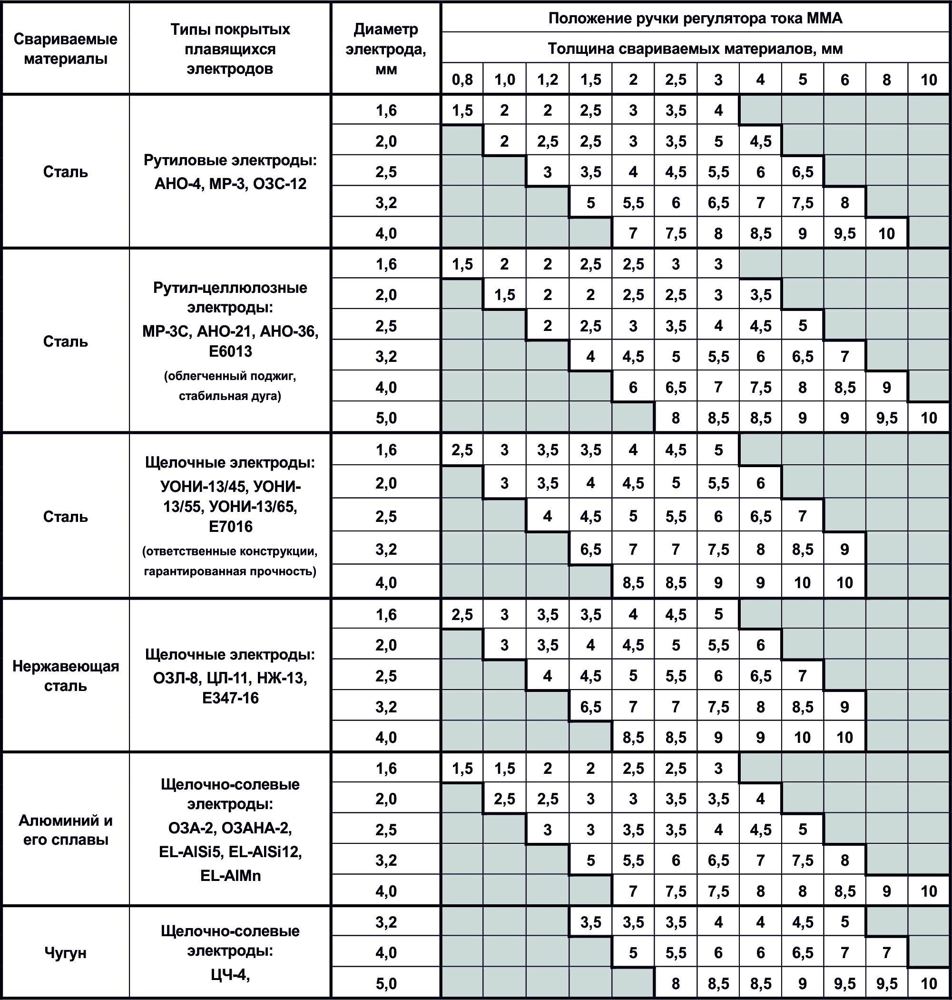 Свариваемые
материалы
Типы покрытых
плавящихся
электродов
Диаметр
электрода,
мм
Положение ручки регулятора тока ММА
Толщина свариваемых материалов, мм
0,8 1,0 1,2 1,5 2 2,5 3 4 5 6 8 10
Сталь
Рутиловые электроды:
АНО-4, МР-3, ОЗС-12
1,6 1,5 2 2 2,5 3 3,5 4
2,0 2 2,5 2,5 3 3,5 5 4,5
2,5 3 3,5 4 4,5 5,5 6 6,5
3,2 5 5,5 6 6,5 7 7,5 8
4,0 7 7,5 8 8,5 9 9,5 10
Сталь
Рутил-целлюлозные
электроды:
МР-3С, АНО-21, АНО-36,
Е6013
(облегченный поджиг,
стабильная дуга)
1,6 1,5 2 2 2,5 2,5 3 3
2,0 1,5 2 2 2,5 2,5 3 3,5
2,5 2 2,5 3 3,5 4 4,5 5
3,2 4 4,5 5 5,5 6 6,5 7
4,0 6 6,5 7 7,5 8 8,5 9
5,0 8 8,5 8,5 9 9 9,5 10
Сталь
Щелочные электроды:
УОНИ-13/45, УОНИ-
13/55, УОНИ-13/65,
Е7016
(ответственные конструкции,
гарантированная прочность)
1,6 2,5 3 3,5 3,5 4 4,5 5
2,0 3 3,5 4 4,5 5 5,5 6
2,5 4 4,5 5 5,5 6 6,5 7
3,2 6,5 7 7 7,5 8 8,5 9
4,0 8,5 8,5 9 9 10 10
Нержавеющая
сталь
Щелочные электроды:
ОЗЛ-8, ЦЛ-11, НЖ-13,
Е347-16
1,6 2,5 3 3,5 3,5 4 4,5 5
2,0 3 3,5 4 4,5 5 5,5 6
2,5 4 4,5 5 5,5 6 6,5 7
3,2 6,5 7 7 7,5 8 8,5 9
4,0 8,5 8,5 9 9 10 10
Алюминий и
его сплавы
Щелочно-солевые
электроды:
ОЗА-2, ОЗАНА-2,
EL-AlSi5, EL-AlSi12,
EL-AlMn
1,6 1,5 1,5 2 2 2,5 2,5 3
2,0 2,5 2,5 3 3 3,5 3,5 4
2,5 3 3 3,5 3,5 4 4,5 5
3,2 5 5,5 6 6,5 7 7,5 8
4,0 7 7,5 7,5 8 8 8,5 9 10
Чугун
Щелочно-солевые
электроды:
ЦЧ-4,
3,2 3,5 3,5 3,5 4 4 4,5 5
4,0 5 5,5 6 6 6,5 7 7
5,0 8 8,5 8,5 9 9,5 9,5 10